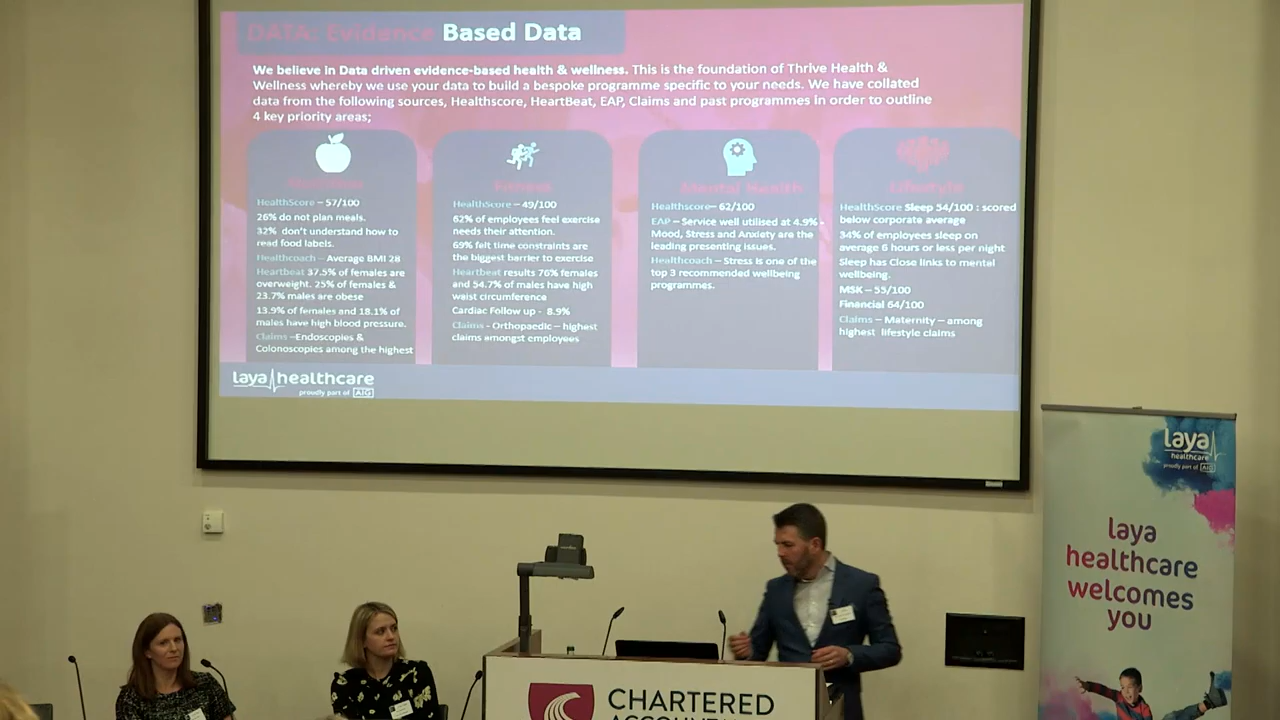 DATA: Evidence Based Data
We believe in Data driven evidence-based health & wellness. This is the foundation of Thrive Health &
Wellness whereby we use your data to build a bespoke programme specific to your needs. We have collated
data from the following sources, Healthscore, HeartBeat, EAP, Claims and past programmes in order to outline
4 key priority areas;
HealthScore – 57/100
26% do not plan meals.
32% don't understand how to
read food labels.
Healthcoach – Average BMI 28
Heartbeat 37.5% of females are
overweight. 25% of females &
23.7% males are obese
13.9% of females and 18.1% of
males have high blood pressure.
Claims –Endoscopies &
Colonoscopies among the highest
Fitness
HealthScore – 49/100
62% of employees feel exercise
needs their attention.
69% felt time constraints are
the biggest barrier to exercise
Heartbeat results 76% females
and 54.7% of males have high
waist circumference
Cardiac Follow up - 8.9%
Claims - Orthopaedic – highest
claims amongst employees
Mental Health
Healthscore– 62/100
EAP – Service well utilised at 4.9% -
Mood, Stress and Anxiety are the
leading presenting issues.
Healthcoach – Stress is one of the
top 3 recommended wellbeing
programmes.
Lifestyle
HealthScore Sleep 54/100 : scored
below corporate average
34% of employees sleep on
average 6 hours or less per night
Sleep has Close links to mental
wellbeing.
MSK – 55/100
Financial 64/100
Claims – Maternity – among
highest lifestyle claims
laya healthcare
proudly part of AIG
laya
healthcare
proudly part of AIG
laya
healthcare
welcomes
you
CHARTERED